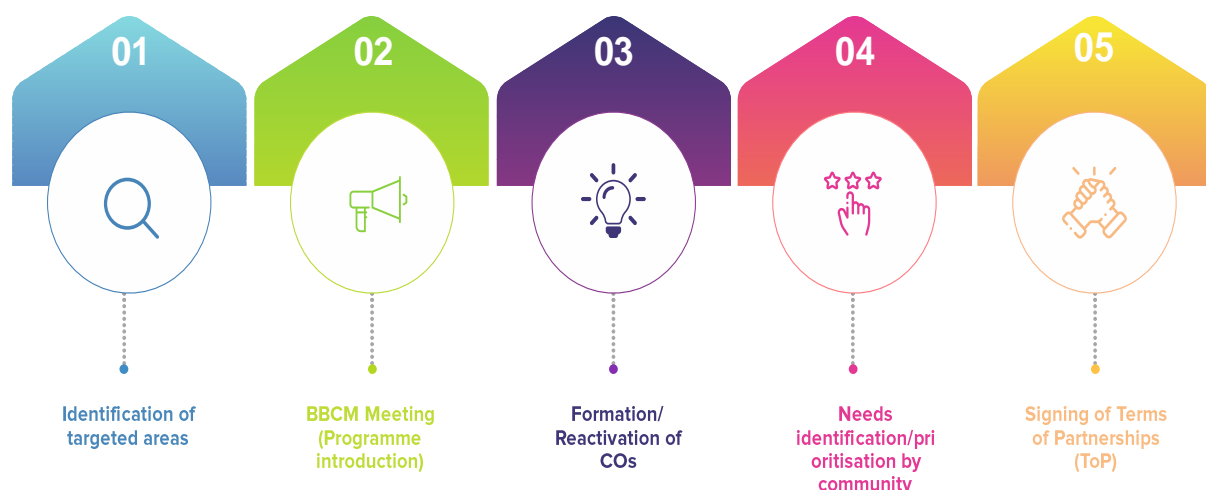 01
02
03
04
05
Identification of
targeted areas
BBCM Meeting
(Programme
introduction)
Formation/
Reactivation of
COs
Needs
identification/pri
oritisation by
community
Signing of Terms
of Partnerships
(ToP)